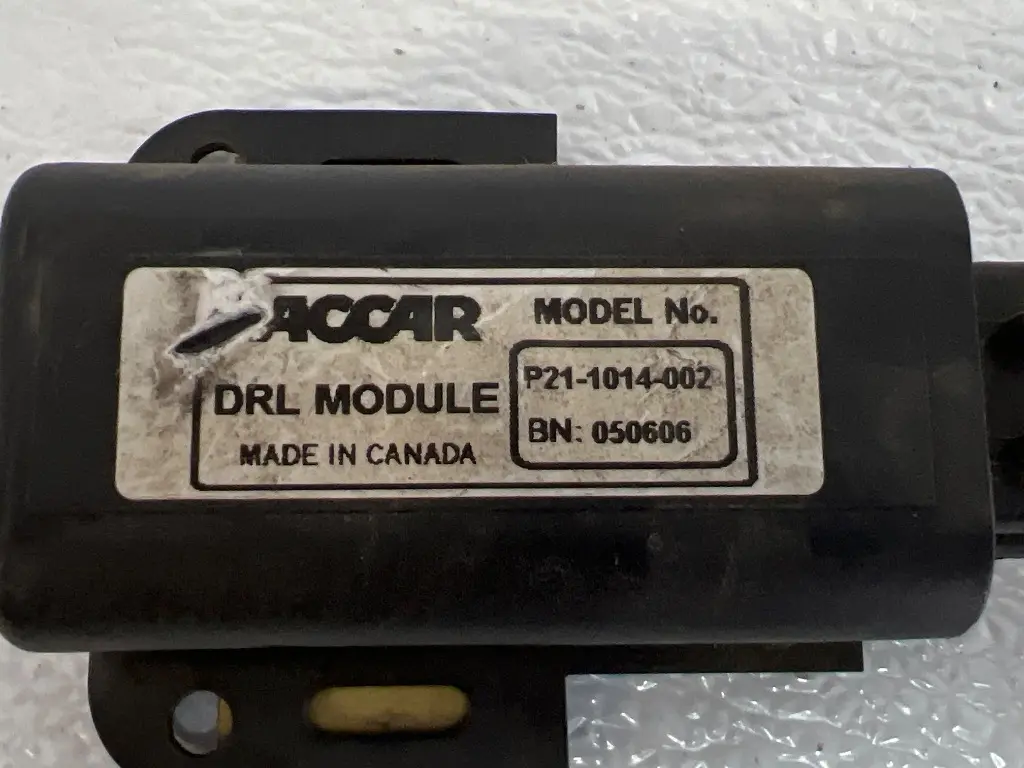 ACCAR
DRL MODULE
MADE IN CANADA
MODEL No.
P21-1014-002
BN: 050606